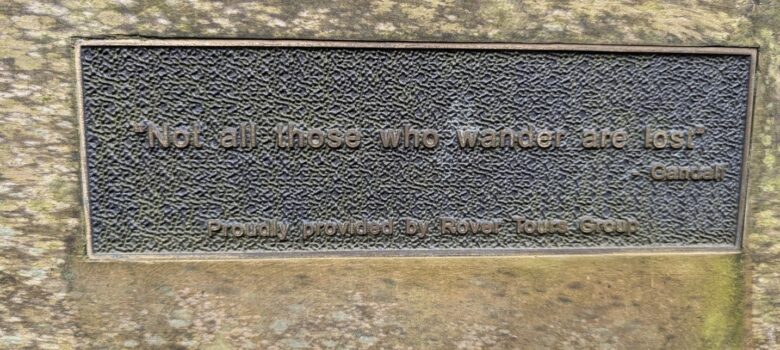 "Not all those who wander are lost".
- Gandalf
Proudly provided by Rover Tours Group